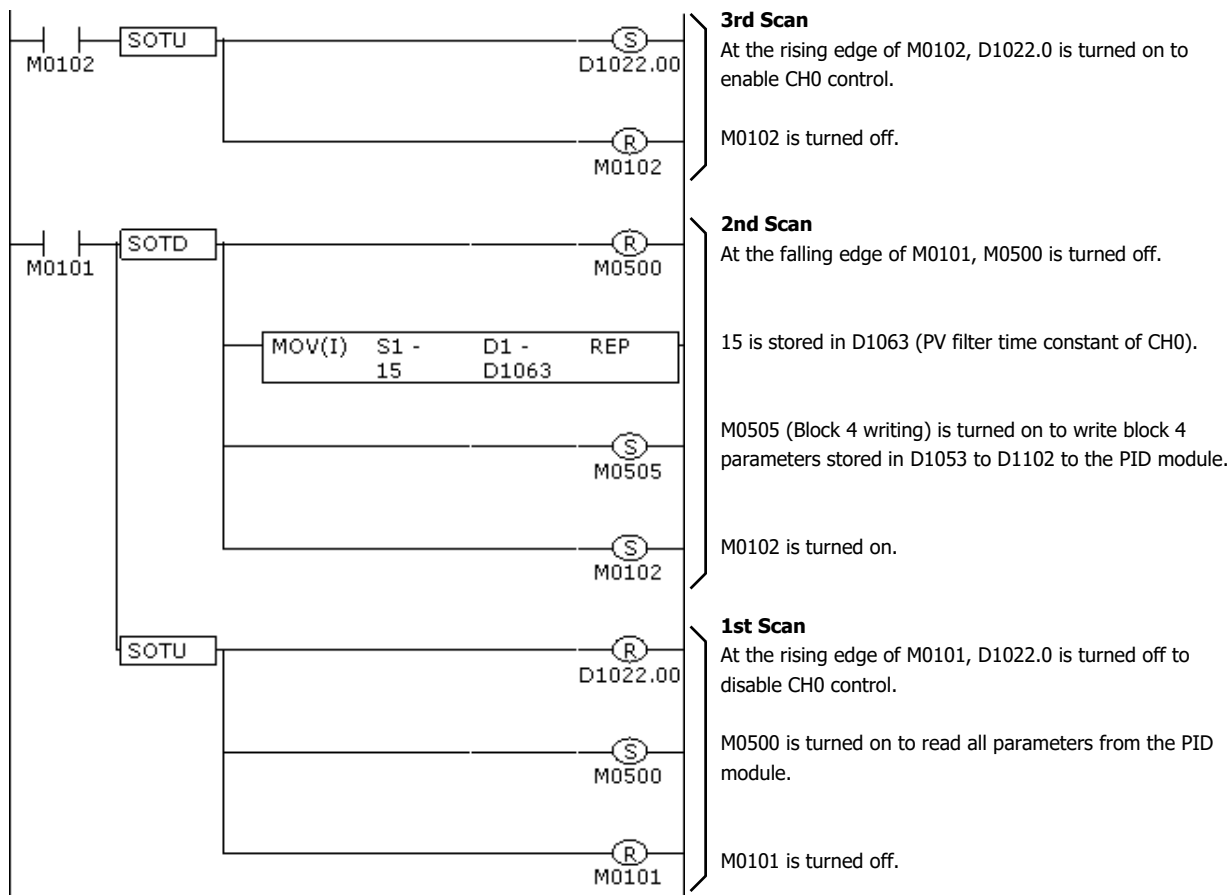 SOTU
M0102
S
D1022.00
R
M0102
3rd Scan
At the rising edge of M0102, D1022.0 is turned on to
enable CH0 control.
M0102 is turned off.
SOTD
M0101
R
M0500
MOV(I) S1 - D1 - REP
15 D1063
S
M0505
S
M0102
2nd Scan
At the falling edge of M0101, M0500 is turned off.
15 is stored in D1063 (PV filter time constant of CH0).
M0505 (Block 4 writing) is turned on to write block 4
parameters stored in D1053 to D1102 to the PID module.
M0102 is turned on.
SOTU
R
D1022.00
S
M0500
R
M0101
1st Scan
At the rising edge of M0101, D1022.0 is turned off to
disable CH0 control.
M0500 is turned on to read all parameters from the PID
module.
M0101 is turned off.